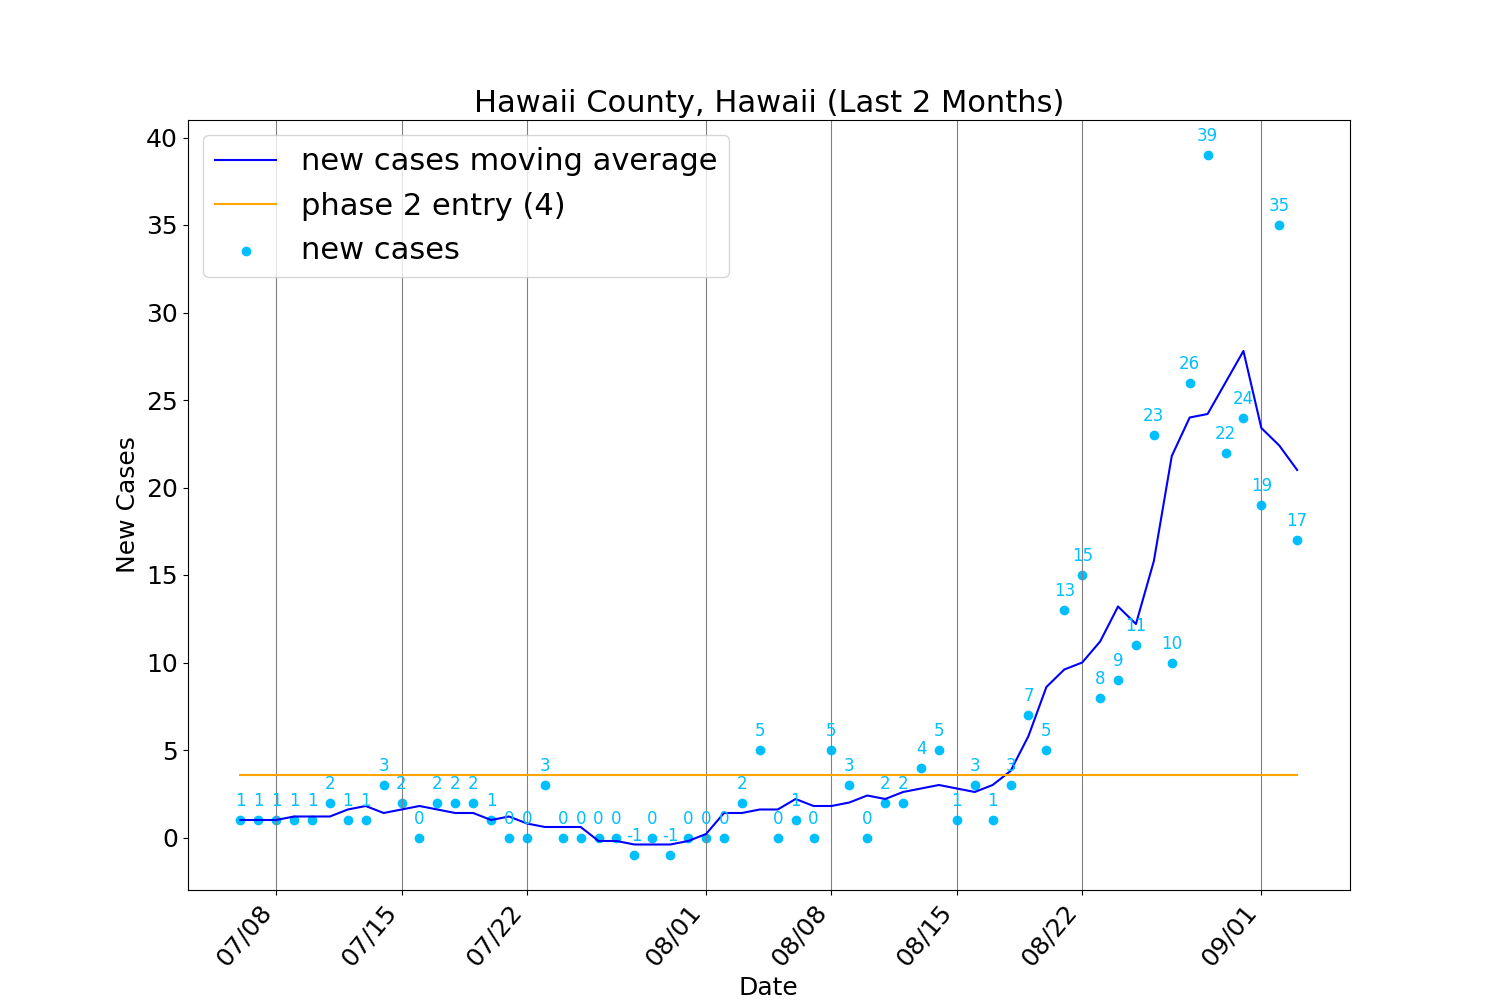 Hawaii County, Hawaii (Last 2 Months)
new cases moving average
phase 2 entry (4)
new cases
New Cases
40
35
30
25
20
15
10
5
0
1 1 1 1 1 2 1 1 3 2 0 2 2 2 1 0 0 3 0 0 0 0 -1 0 -1 0 0 0 2 5 0 1 0 5 3 0 2 2 4 5 1 3 1 3 7 5 13 15 8 9 11 23 10 26 39 22 24 19 35 17
07/08 07/15 07/22 08/01 08/08 08/15 08/22 09/01
Date